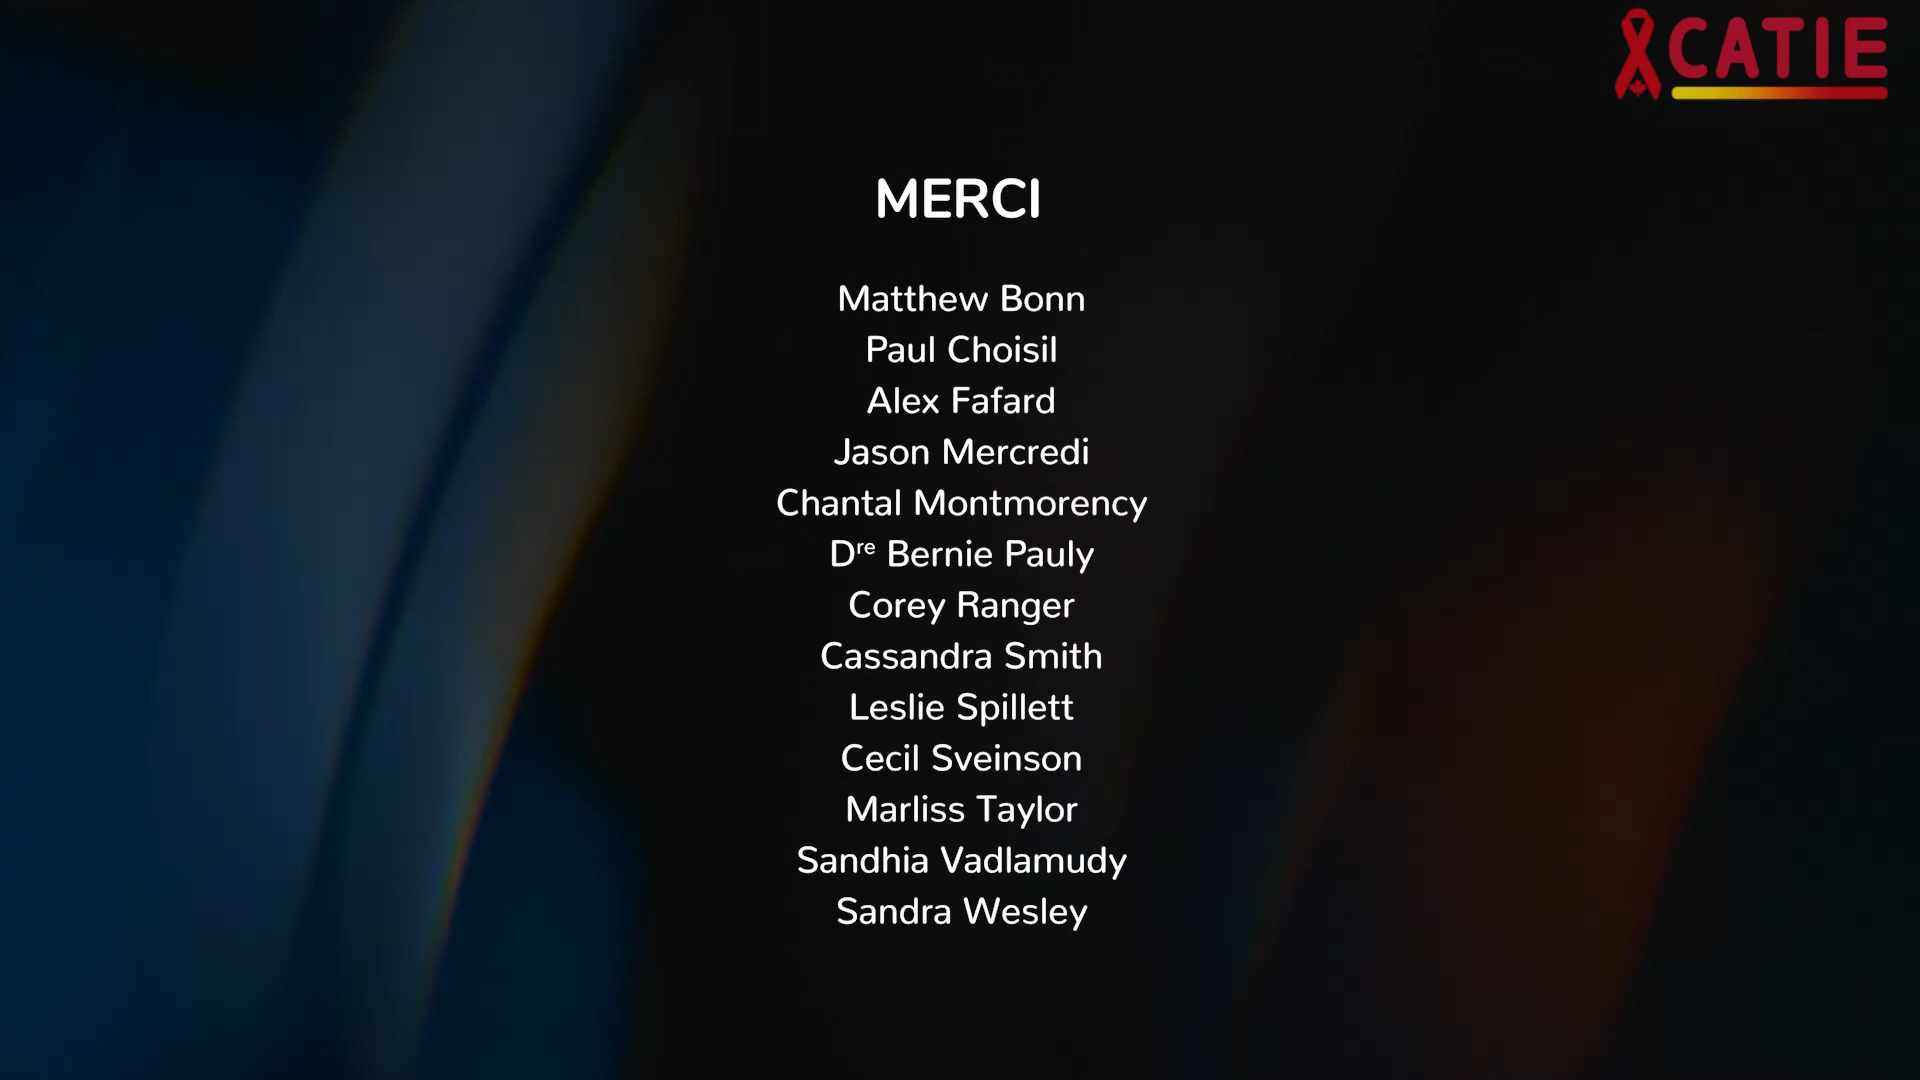 CATIE
MERCI
Matthew Bonn
Paul Choisil
Alex Fafard
Jason Mercredi
Chantal Montmorency
Dʳᵉ Bernie Pauly
Corey Ranger
Cassandra Smith
Leslie Spillett
Cecil Sveinson
Marliss Taylor
Sandhia Vadlamudy
Sandra Wesley